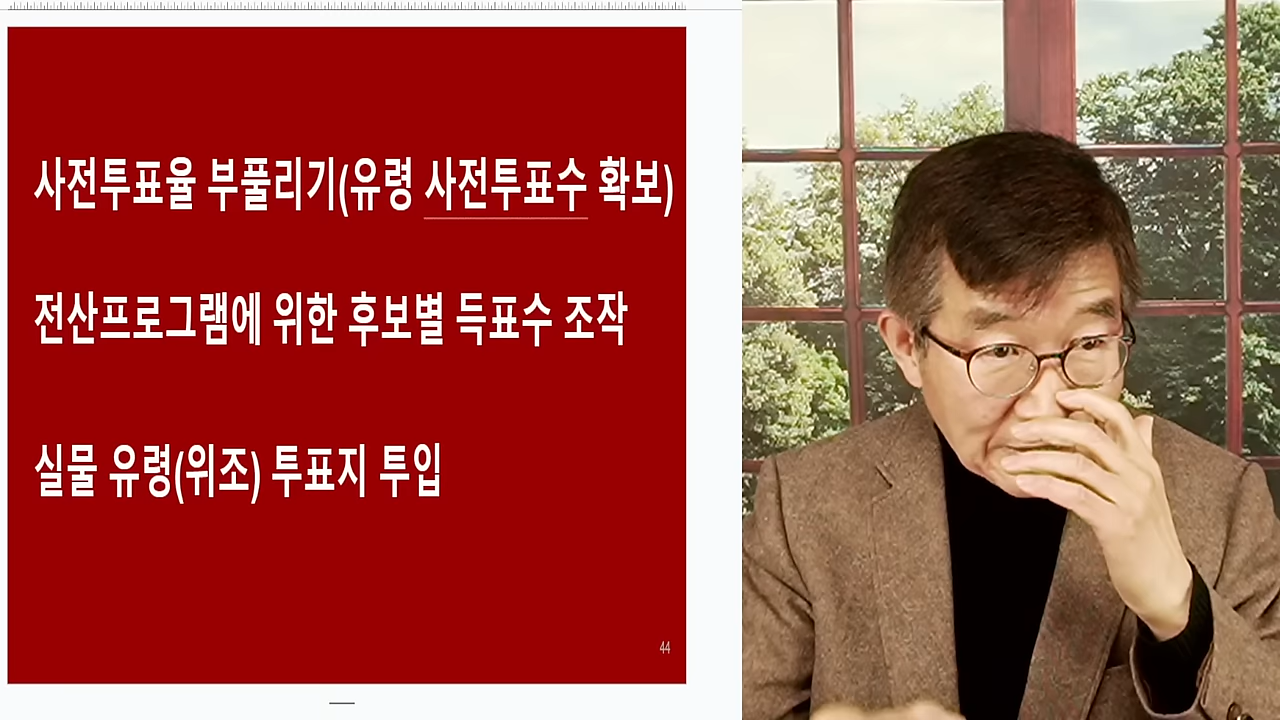 사전투표율 부풀리기(유령 사전투표수 확보)
전산프로그램에 위한 후보별 득표수 조작
실물 유령(위조) 투표지 투입
44